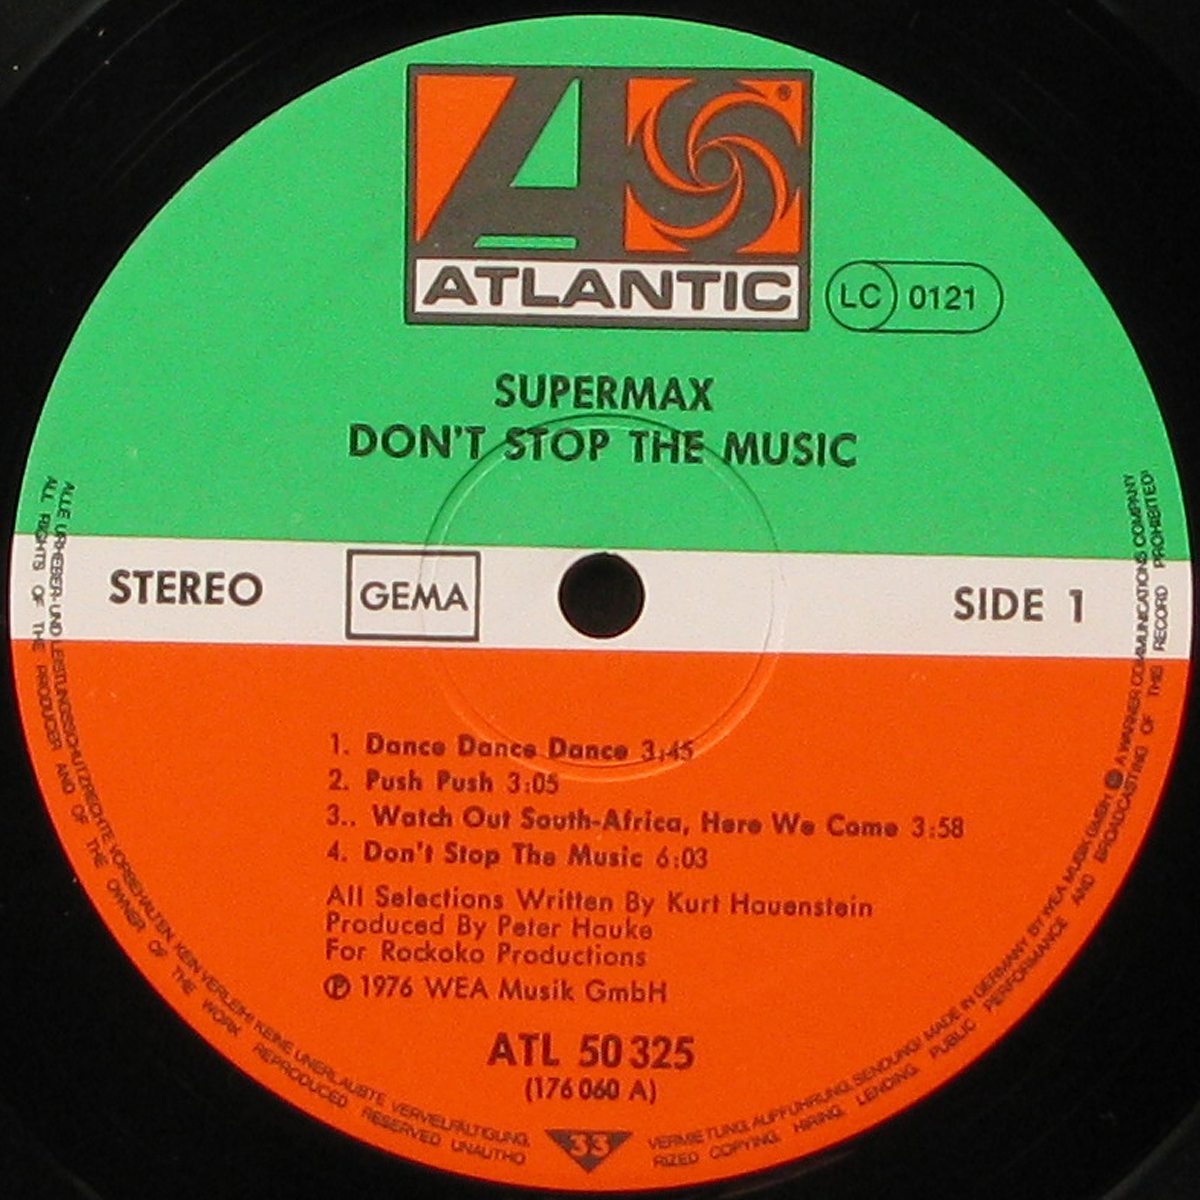 ATLANTIC ®
LC 0121
SUPERMAX
DON'T STOP THE MUSIC
STEREO GEMA SIDE 1
1. Dance Dance Dance 3:45
2. Push Push 3:05
3.. Watch Out South-Africa, Here We Come 3:58
4. Don't Stop The Music 6:03
All Selections Written By Kurt Hauenstein
Produced By Peter Hauke
For Rockoko Productions
℗ 1976 WEA Musik GmbH
ATL 50 325
(176 060 A)
33
ALLE URHEBER- UND LEISTUNGSSCHUTZRECHTE VORBEHALTEN. KEIN VERLEIH! KEINE UNERLAUBTE VERVIELFÄLTIGUNG, VERMIETUNG, AUFFÜHRUNG, SENDUNG! MADE IN GERMANY BY WEA MUSIK GMBH A WARNER COMMUNICATIONS COMPANY
ALL RIGHTS OF THE PRODUCER AND OF THE OWNER OF THE WORK REPRODUCED RESERVED UNAUTHORIZED COPYING, HIRING, LENDING, PUBLIC PERFORMANCE AND BROADCASTING OF THIS RECORD PROHIBITED!